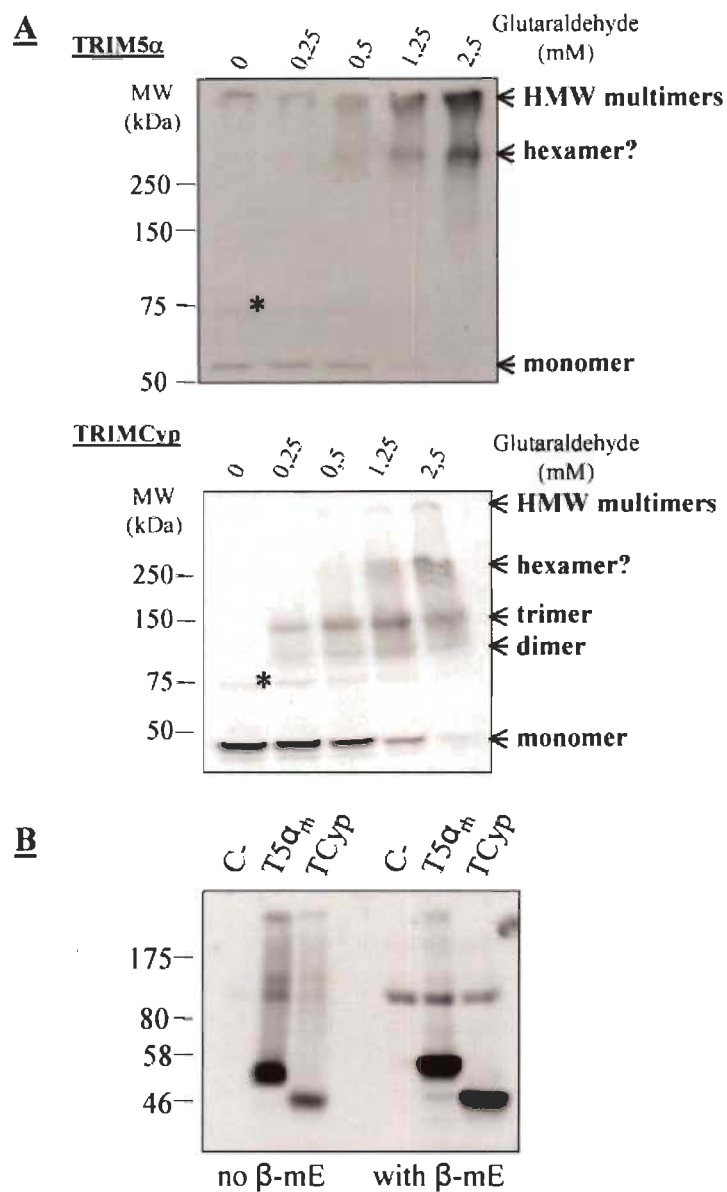 A
TRIM5α
0 0,25 0,5 1,25 2,5
Glutaraldehyde
(mM)
MW
(kDa)
HMW multimers
hexamer?
250
150
75 *
monomer
50
TRIMCyp
0 0,25 0,5 1,25 2,5
Glutaraldehyde
(mM)
MW
(kDa)
HMW multimers
hexamer?
250
trimer
150
dimer
75 *
50
monomer
B
C- T5αrh TCyp C- T5αrh TCyp
175
80
58
46
no β-mE with β-mE